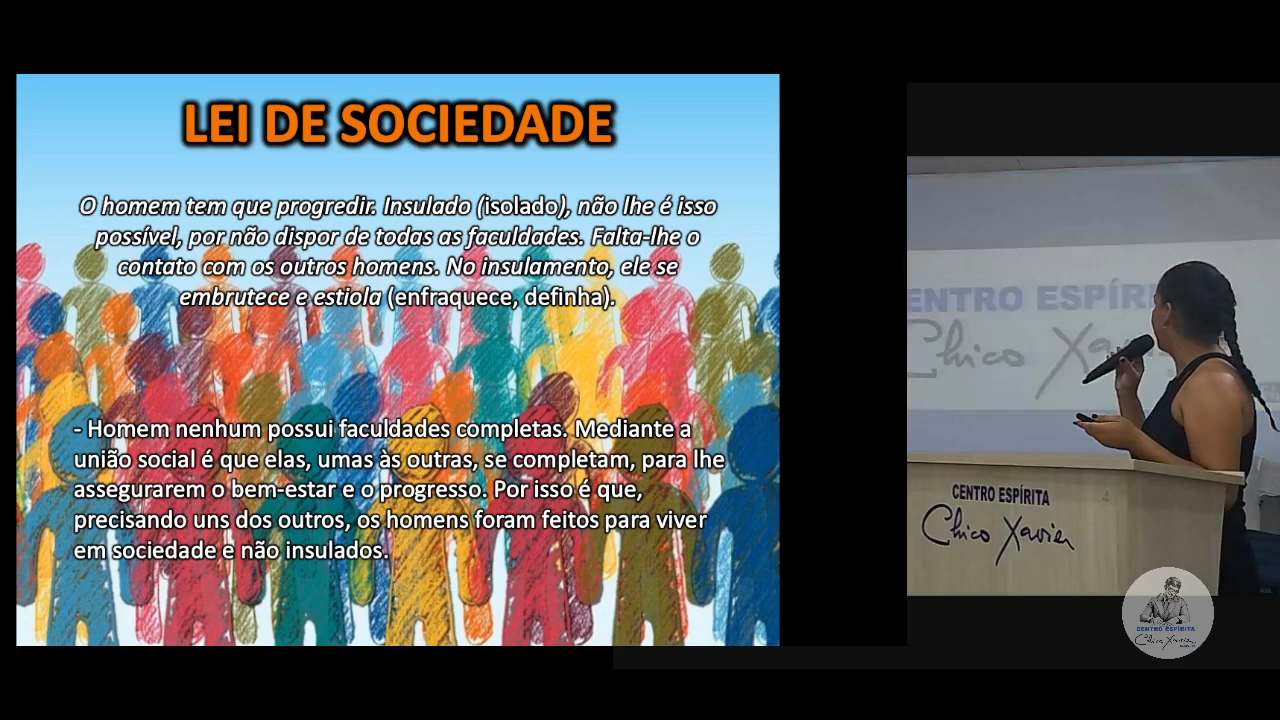 LEI DE SOCIEDADE
O homem tem que progredir. Insulado (isolado), não lhe é isso
possível, por não dispor de todas as faculdades. Falta-lhe o
contato com os outros homens. No insulamento, ele se
embrutece e estiola (enfraquece, definha).
- Homem nenhum possui faculdades completas. Mediante a
união social é que elas, umas às outras, se completam, para lhe
assegurarem o bem-estar e o progresso. Por isso é que,
precisando uns dos outros, os homens foram feitos para viver
em sociedade e não insulados.
ENTRO ESPÍRI
Chico Xavie
CENTRO ESPÍRITA
Chico Xavier
CENTRO ESPÍRITA
Chico Xavier